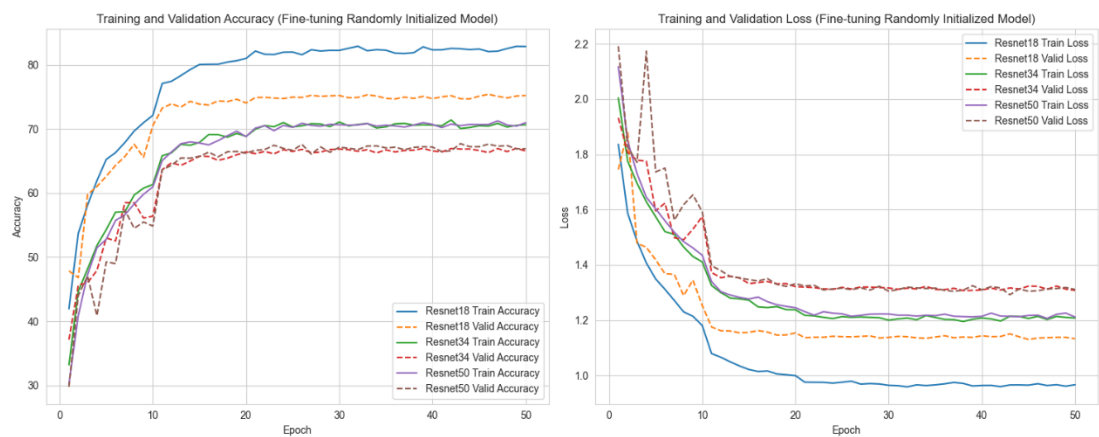 Training and Validation Accuracy (Fine-tuning Randomly Initialized Model)
80
70
60
50
40
30
Accuracy
0
10
20
30
40
50
Epoch
Resnet18 Train Accuracy
Resnet18 Valid Accuracy
Resnet34 Train Accuracy
Resnet34 Valid Accuracy
Resnet50 Train Accuracy
Resnet50 Valid Accuracy
Training and Validation Loss (Fine-tuning Randomly Initialized Model)
2.2
2.0
1.8
1.6
1.4
1.2
1.0
Loss
0
10
20
30
40
50
Epoch
Resnet18 Train Loss
Resnet18 Valid Loss
Resnet34 Train Loss
Resnet34 Valid Loss
Resnet50 Train Loss
Resnet50 Valid Loss